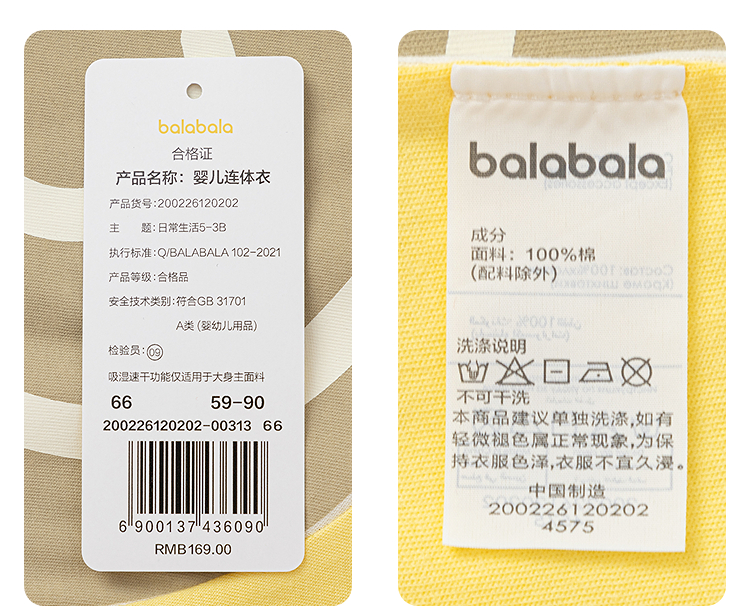 balabala
合格证
产品名称：婴儿连体衣
产品货号：200226120202
主　　题：日常生活5-3B
执行标准：Q/BALABALA 102-2021
产品等级：合格品
安全技术类别：符合GB 31701
A类（婴幼儿用品）
检验员：09
吸湿速干功能仅适用于大身主面料
66 59-90
200226120202-00313 66
6 900137 436090
RMB169.00
balabala
成分
面料：100%棉
(配料除外)
洗涤说明
不可干洗
本商品建议单独洗涤,如有
轻微褪色属正常现象,为保
持衣服色泽,衣服不宜久浸。
中国制造
200226120202
4575